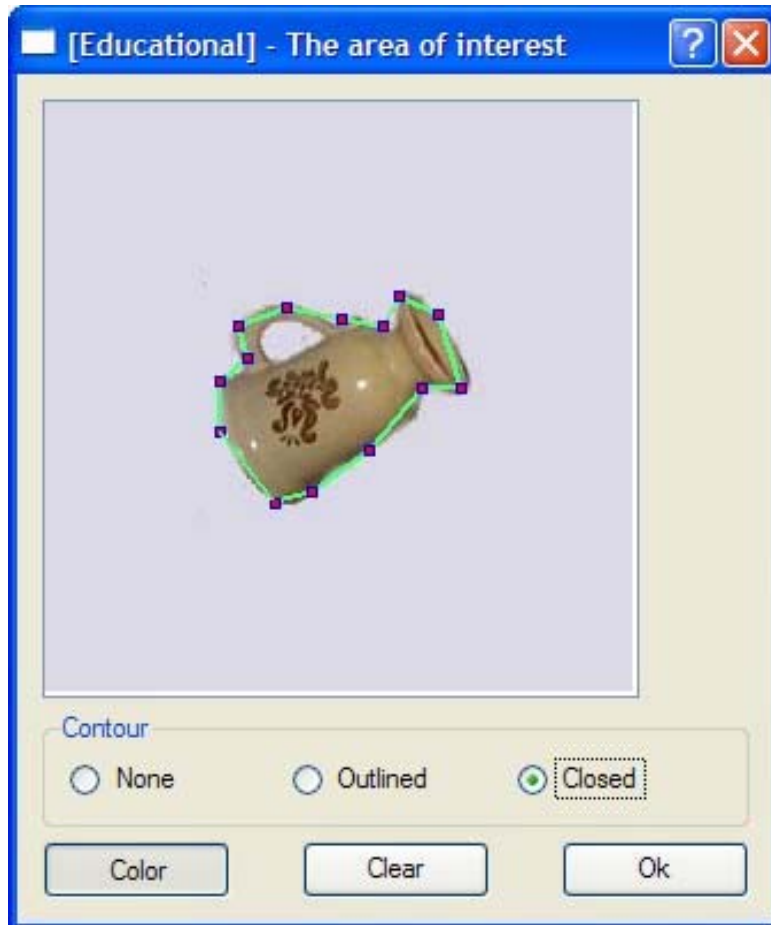 [Educational] - The area of interest
Contour
None Outlined Closed
Color Clear Ok